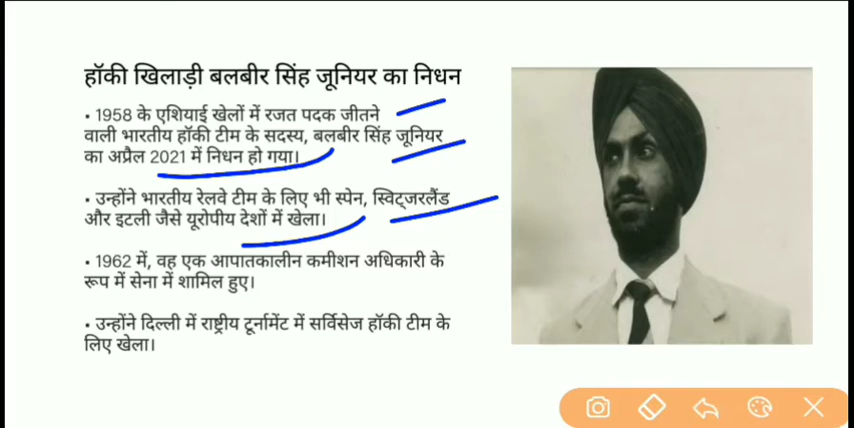 हॉकी खिलाड़ी बलबीर सिंह जूनियर का निधन
• 1958 के एशियाई खेलों में रजत पदक जीतने
वाली भारतीय हॉकी टीम के सदस्य, बलबीर सिंह जूनियर
का अप्रैल 2021 में निधन हो गया।
• उन्होंने भारतीय रेलवे टीम के लिए भी स्पेन, स्विट्जरलैंड
और इटली जैसे यूरोपीय देशों में खेला।
• 1962 में, वह एक आपातकालीन कमीशन अधिकारी के
रूप में सेना में शामिल हुए।
• उन्होंने दिल्ली में राष्ट्रीय टूर्नामेंट में सर्विसेज हॉकी टीम के
लिए खेला।